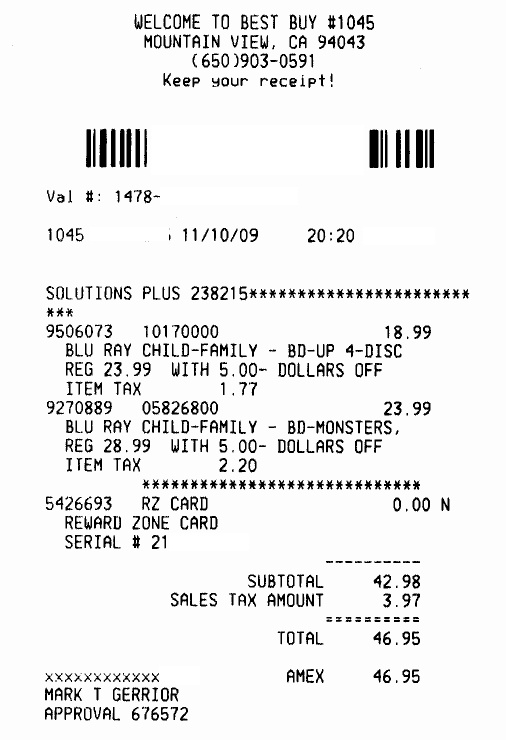 WELCOME TO BEST BUY #1045
MOUNTAIN VIEW, CA 94043
(650)903-0591
Keep your receipt!
Val #: 1478-
1045 11/10/09 20:20
SOLUTIONS PLUS 238215***********************
***
9506073 10170000 18.99
BLU RAY CHILD-FAMILY - BD-UP 4-DISC
REG 23.99 WITH 5.00- DOLLARS OFF
ITEM TAX 1.77
9270889 05826800 23.99
BLU RAY CHILD-FAMILY - BD-MONSTERS,
REG 28.99 WITH 5.00- DOLLARS OFF
ITEM TAX 2.20
*****************************
5426693 RZ CARD 0.00 N
REWARD ZONE CARD
SERIAL # 21
----------
SUBTOTAL 42.98
SALES TAX AMOUNT 3.97
==========
TOTAL 46.95
xxxxxxxxxxxx AMEX 46.95
MARK T GERRIOR
APPROVAL 676572